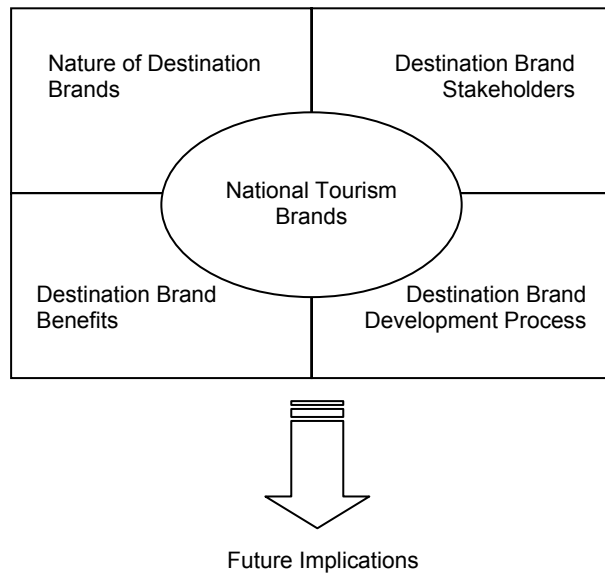 Nature of Destination
Brands
Destination Brand
Stakeholders
National Tourism
Brands
Destination Brand
Benefits
Destination Brand
Development Process
Future Implications